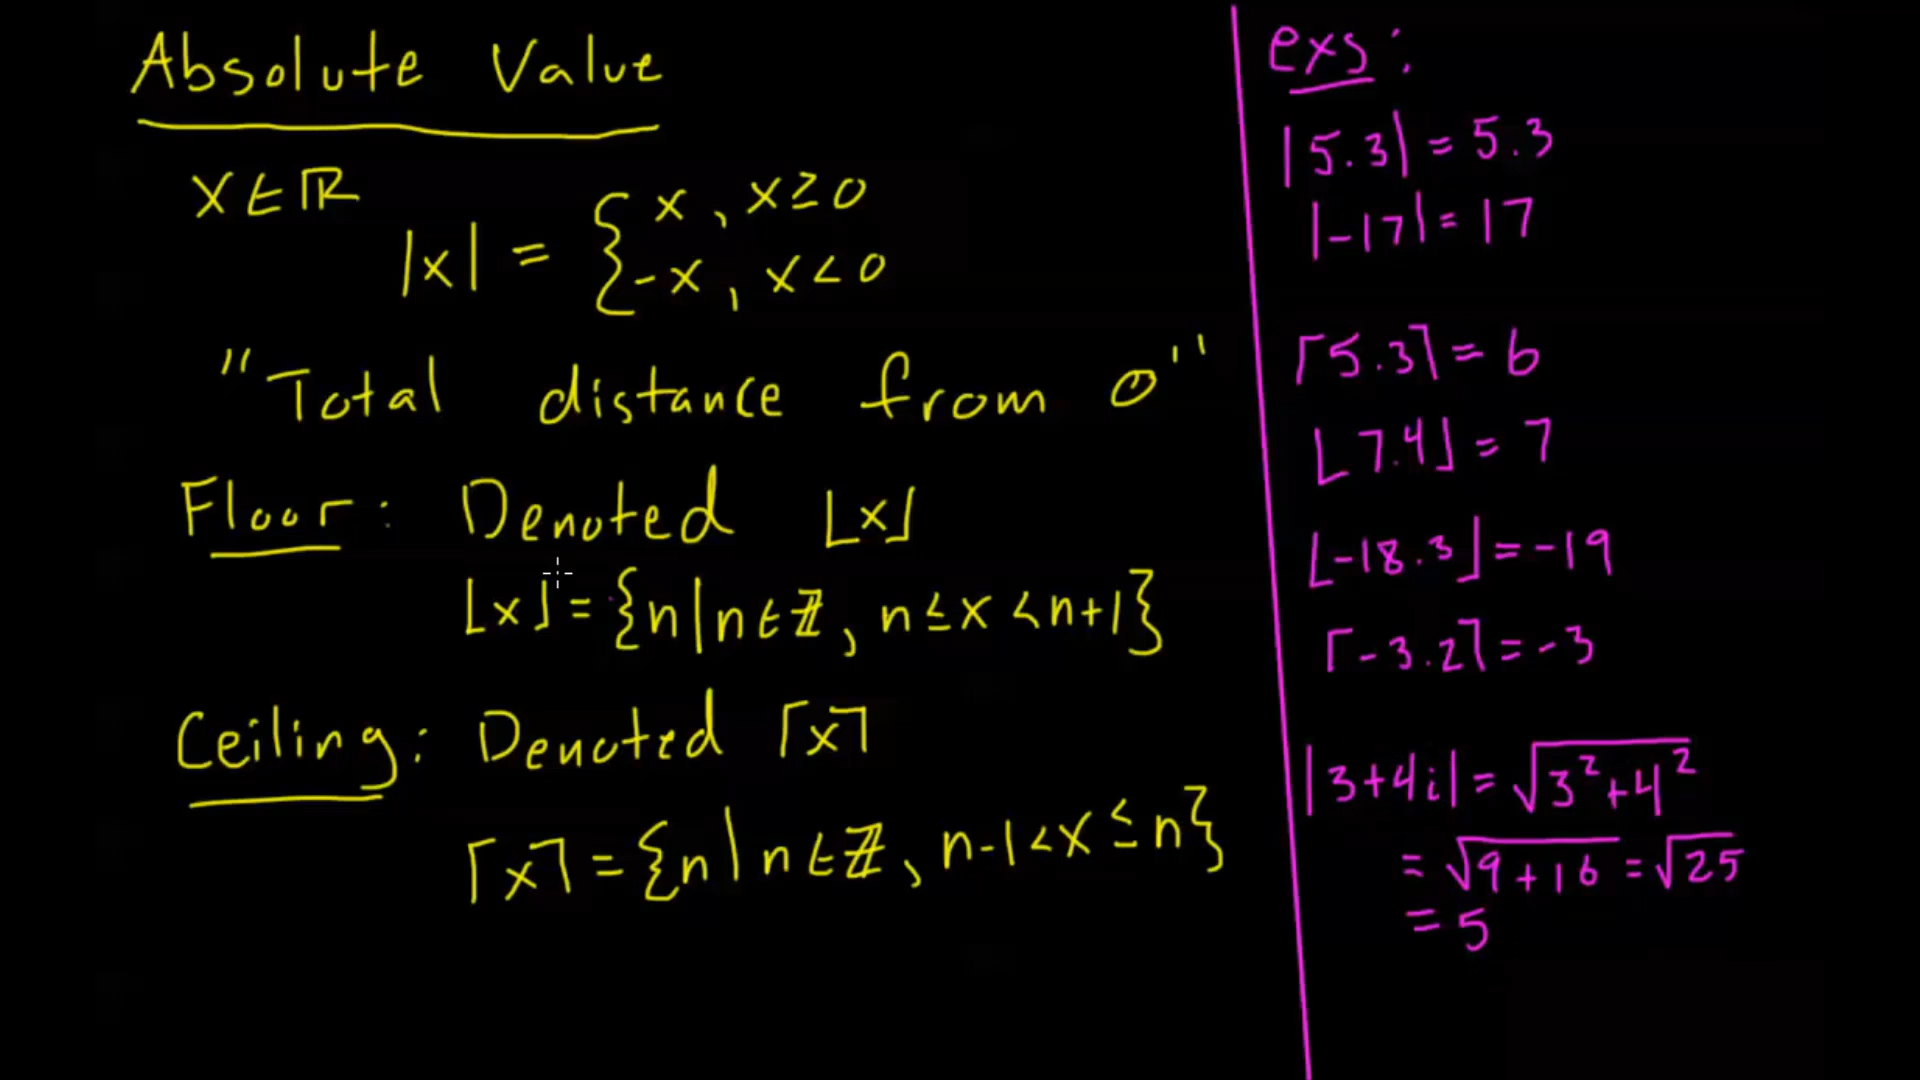 Absolute Value
x∈ℝ
|x| = { x, x≥0
-x, x<0
"Total distance from 0"
Floor: Denoted ⌊x⌋
⌊x⌋ = {n|n∈ℤ, n≤x<n+1}
Ceiling: Denoted ⌈x⌉
⌈x⌉ = {n|n∈ℤ, n-1<x≤n}
exs:
|5.3| = 5.3
|-17| = 17
⌈5.3⌉ = 6
⌊7.4⌋ = 7
⌊-18.3⌋ = -19
⌈-3.2⌉ = -3
|3+4i| = √3²+4²
= √9+16 = √25
= 5